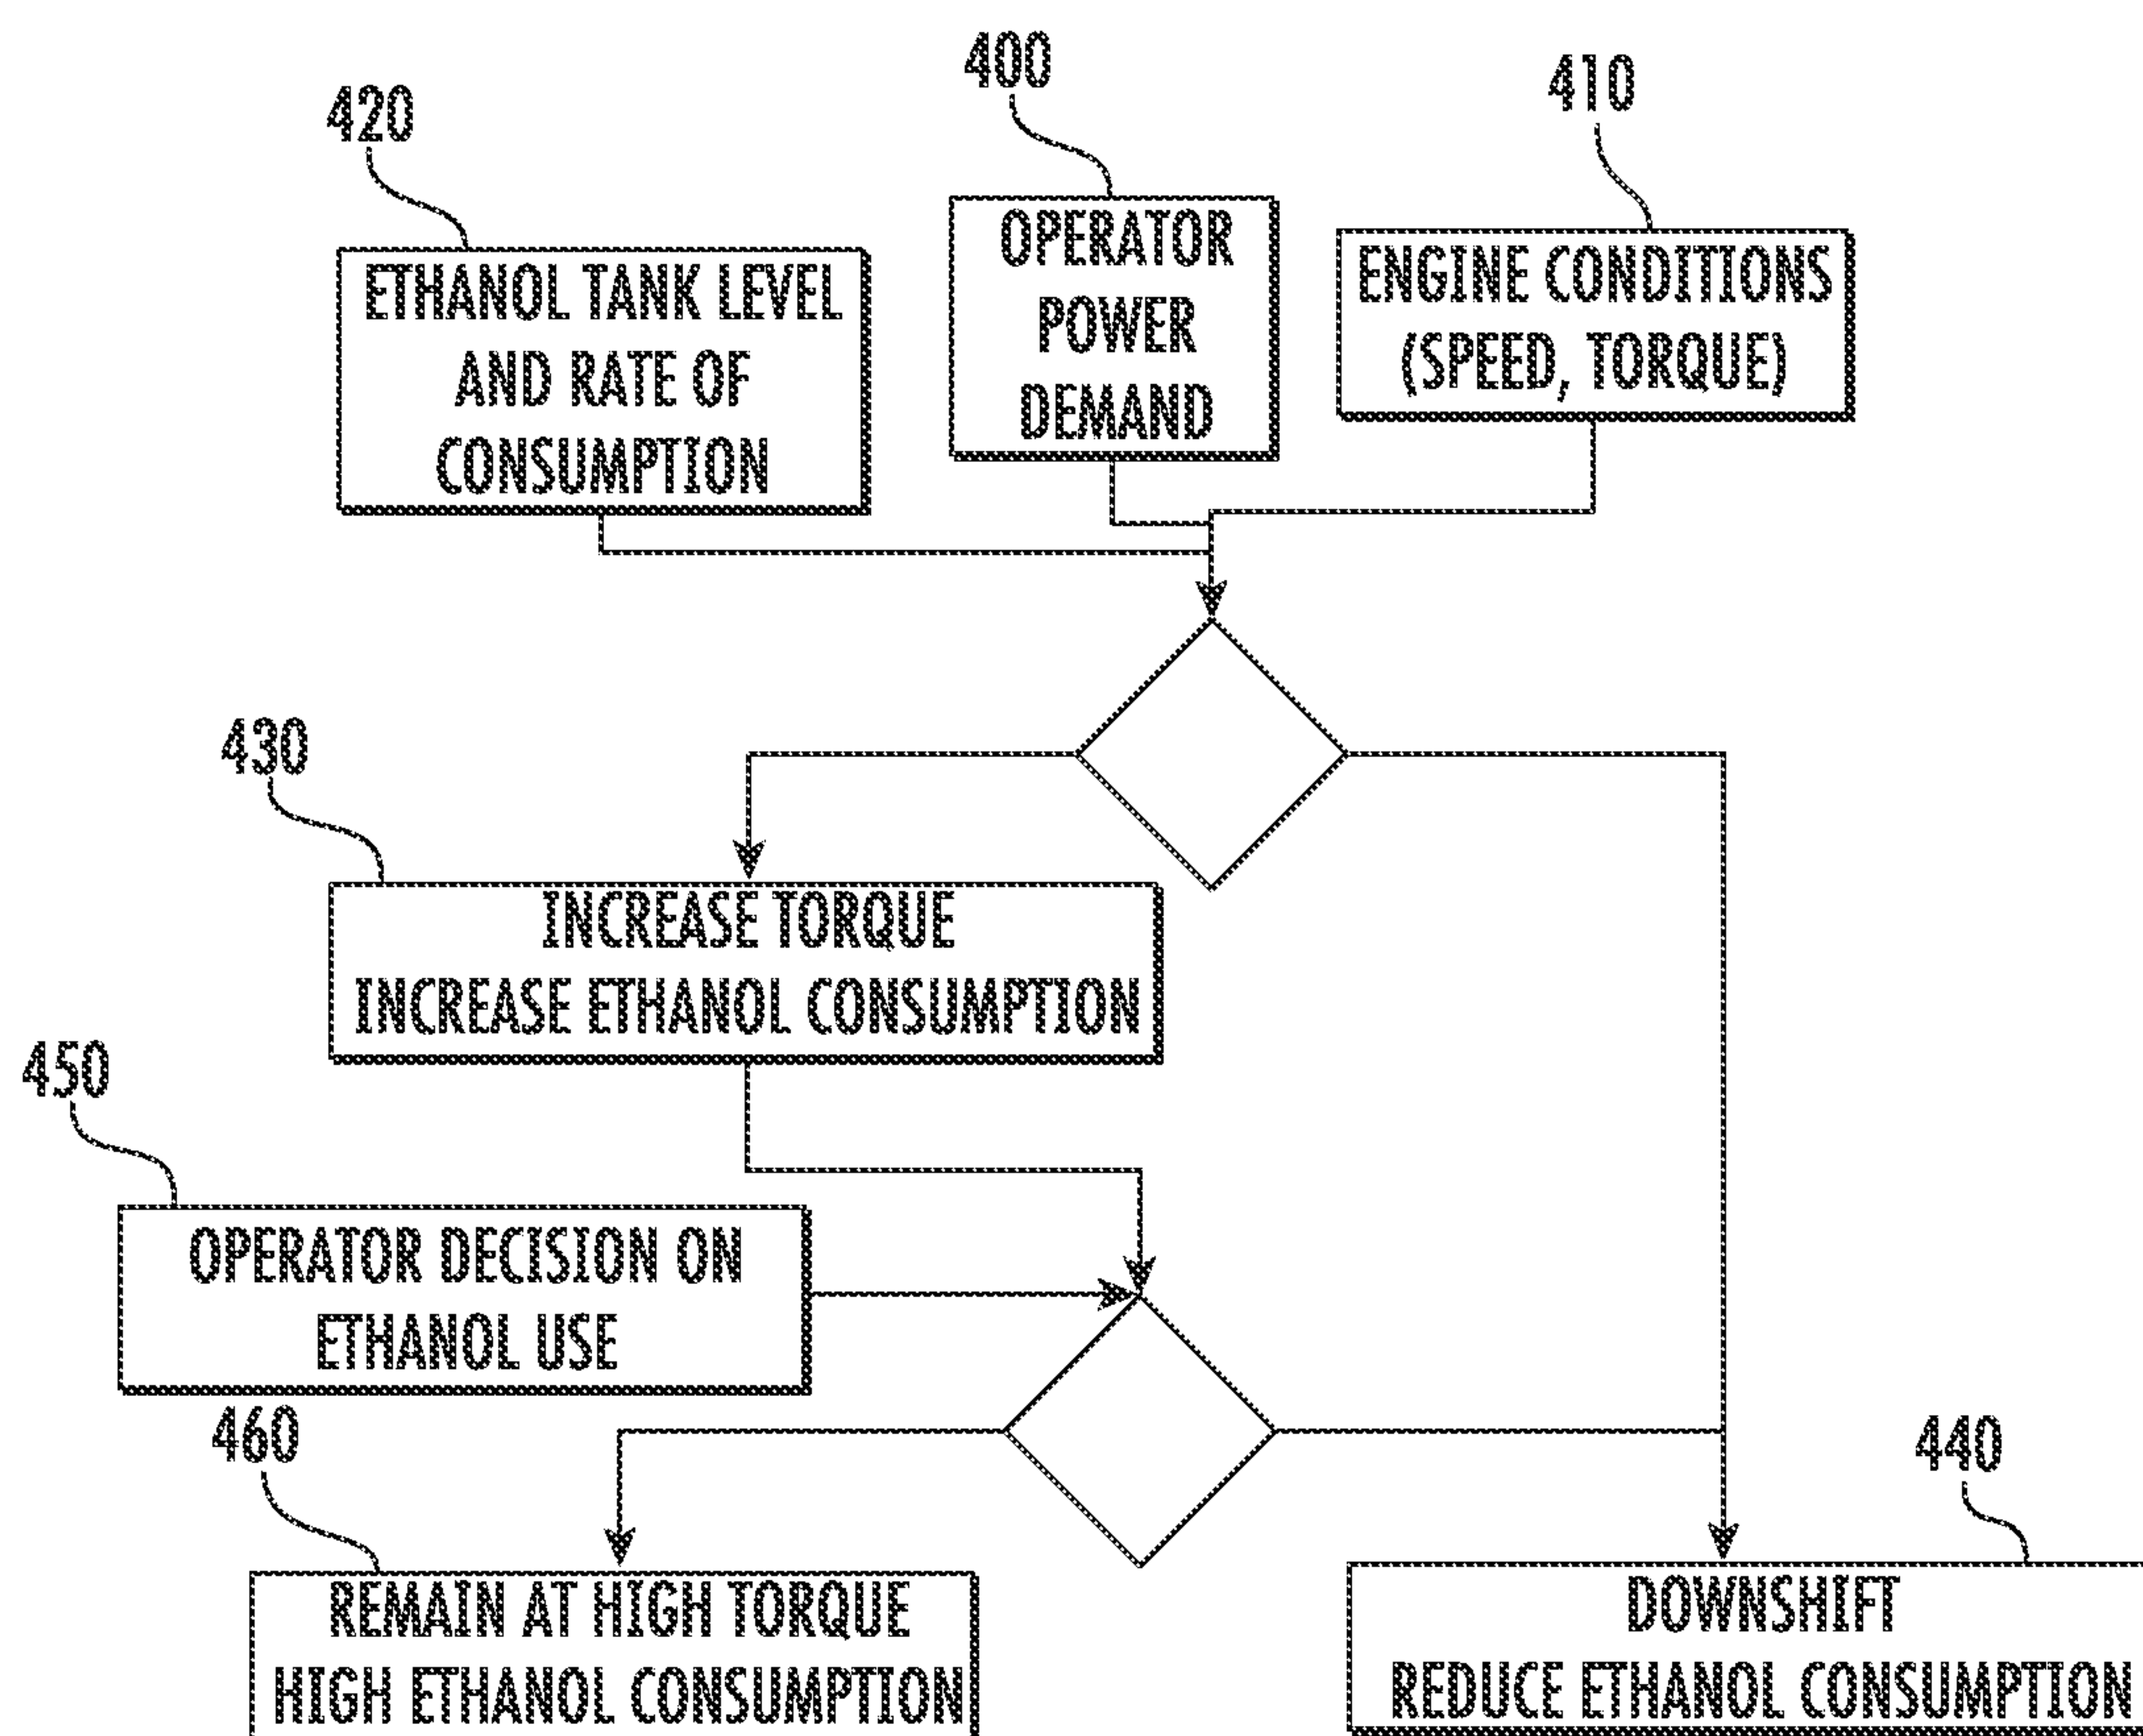 400
410
420
OPERATOR
POWER
DEMAND
ENGINE CONDITIONS
(SPEED, TORQUE)
ETHANOL TANK LEVEL
AND RATE OF
CONSUMPTION
430
INCREASE TORQUE
INCREASE ETHANOL CONSUMPTION
450
OPERATOR DECISION ON
ETHANOL USE
460
440
REMAIN AT HIGH TORQUE
HIGH ETHANOL CONSUMPTION
DOWNSHIFT
REDUCE ETHANOL CONSUMPTION